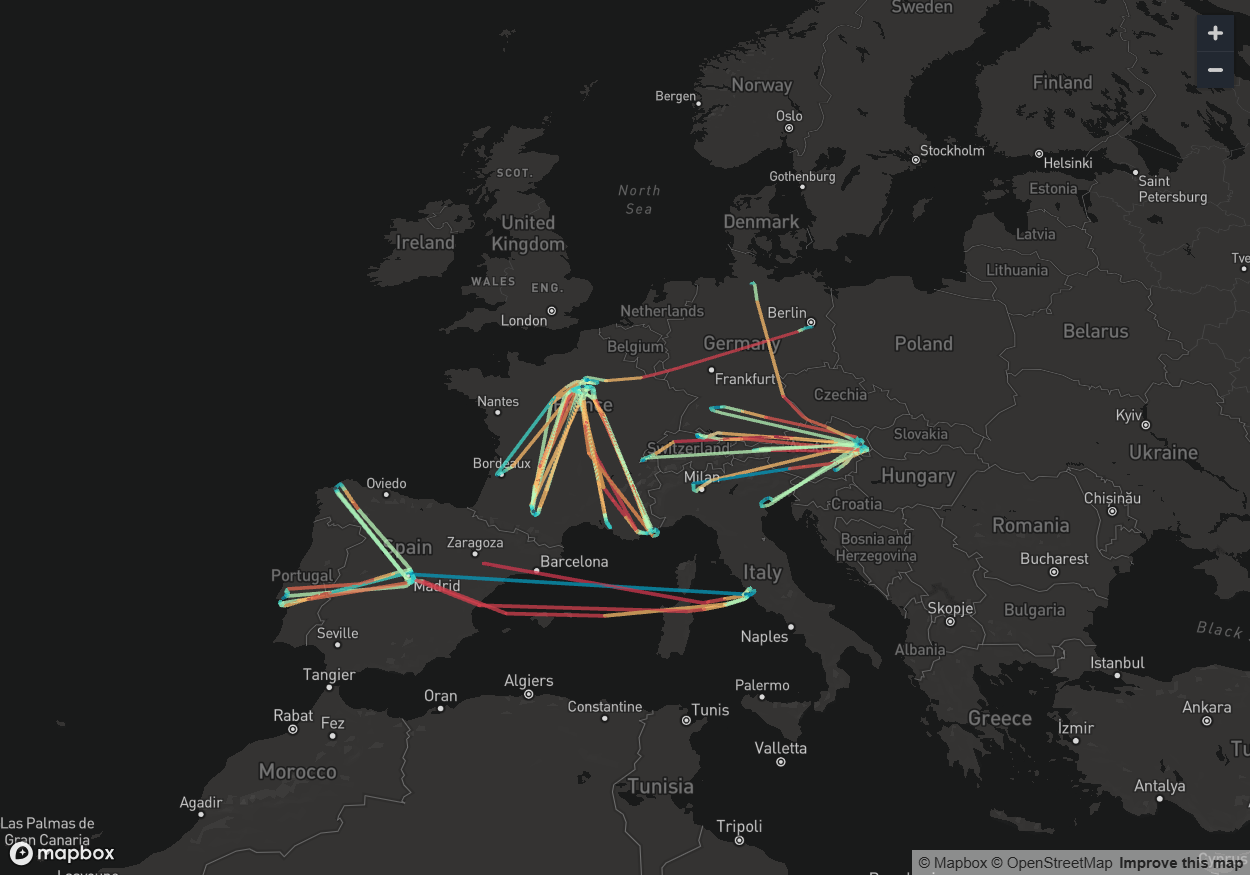 Sweden
Norway
Finland
Bergen
Oslo
Stockholm
Helsinki
Saint
Petersburg
Gothenburg
SCOT.
Estonia
North
Sea
United
Kingdom
Denmark
Ireland
Latvia
Tve
Lithuania
WALES
ENG.
Netherlands
Berlin
London
Belarus
Belgium
Germany
Poland
Frankfurt
Czechia
Nantes
France
Kyiv
Slovakia
Switzerland
Ukraine
Bordeaux
Milan
Hungary
Oviedo
Chișinău
Croatia
Romania
Zaragoza
Spain
Bosnia and
Herzegovina
Barcelona
Bucharest
Portugal
Italy
Madrid
Skopje
Bulgaria
Seville
Naples
Black
Albania
Istanbul
Tangier
Algiers
Palermo
Oran
Constantine
Tunis
Ankara
Rabat
Fez
Greece
İzmir
Valletta
Tu
Morocco
Tunisia
Antalya
Agadir
Las Palmas de
Gran Canaria
Tripoli
mapbox
© Mapbox © OpenStreetMap Improve this map
Cyprus